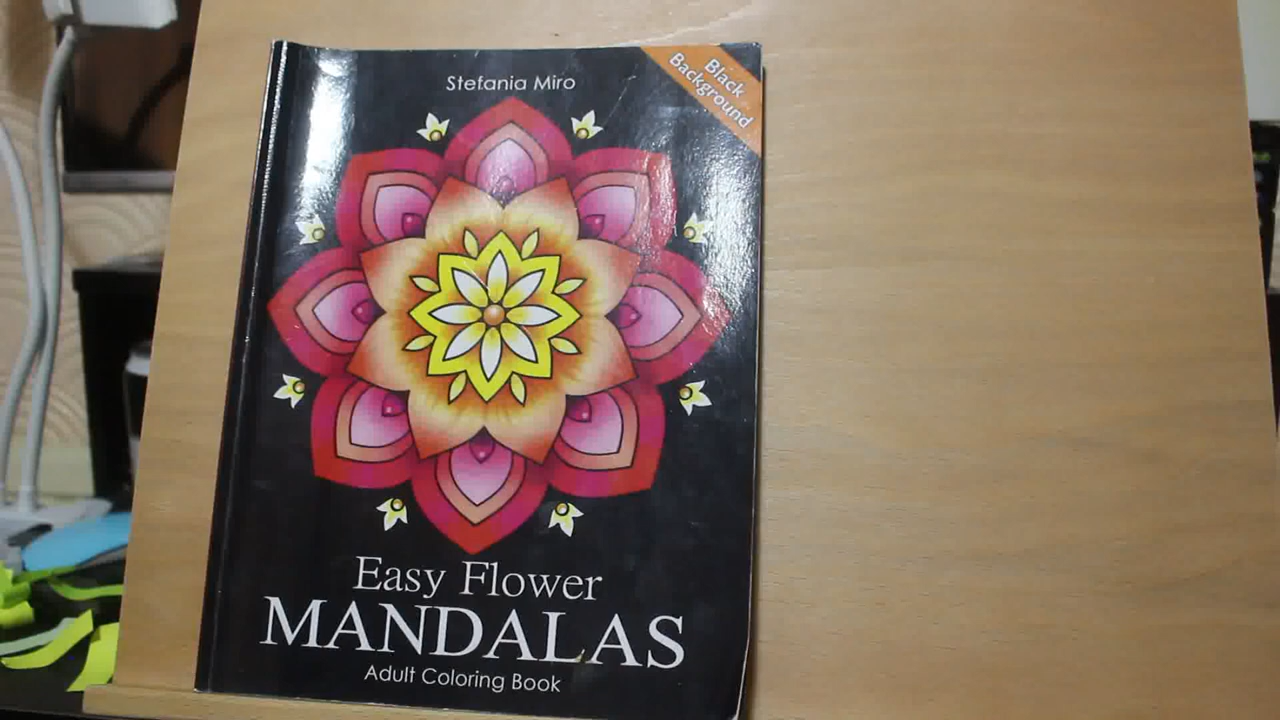 Stefania Miro
Black
Background
Easy Flower
MANDALAS
Adult Coloring Book